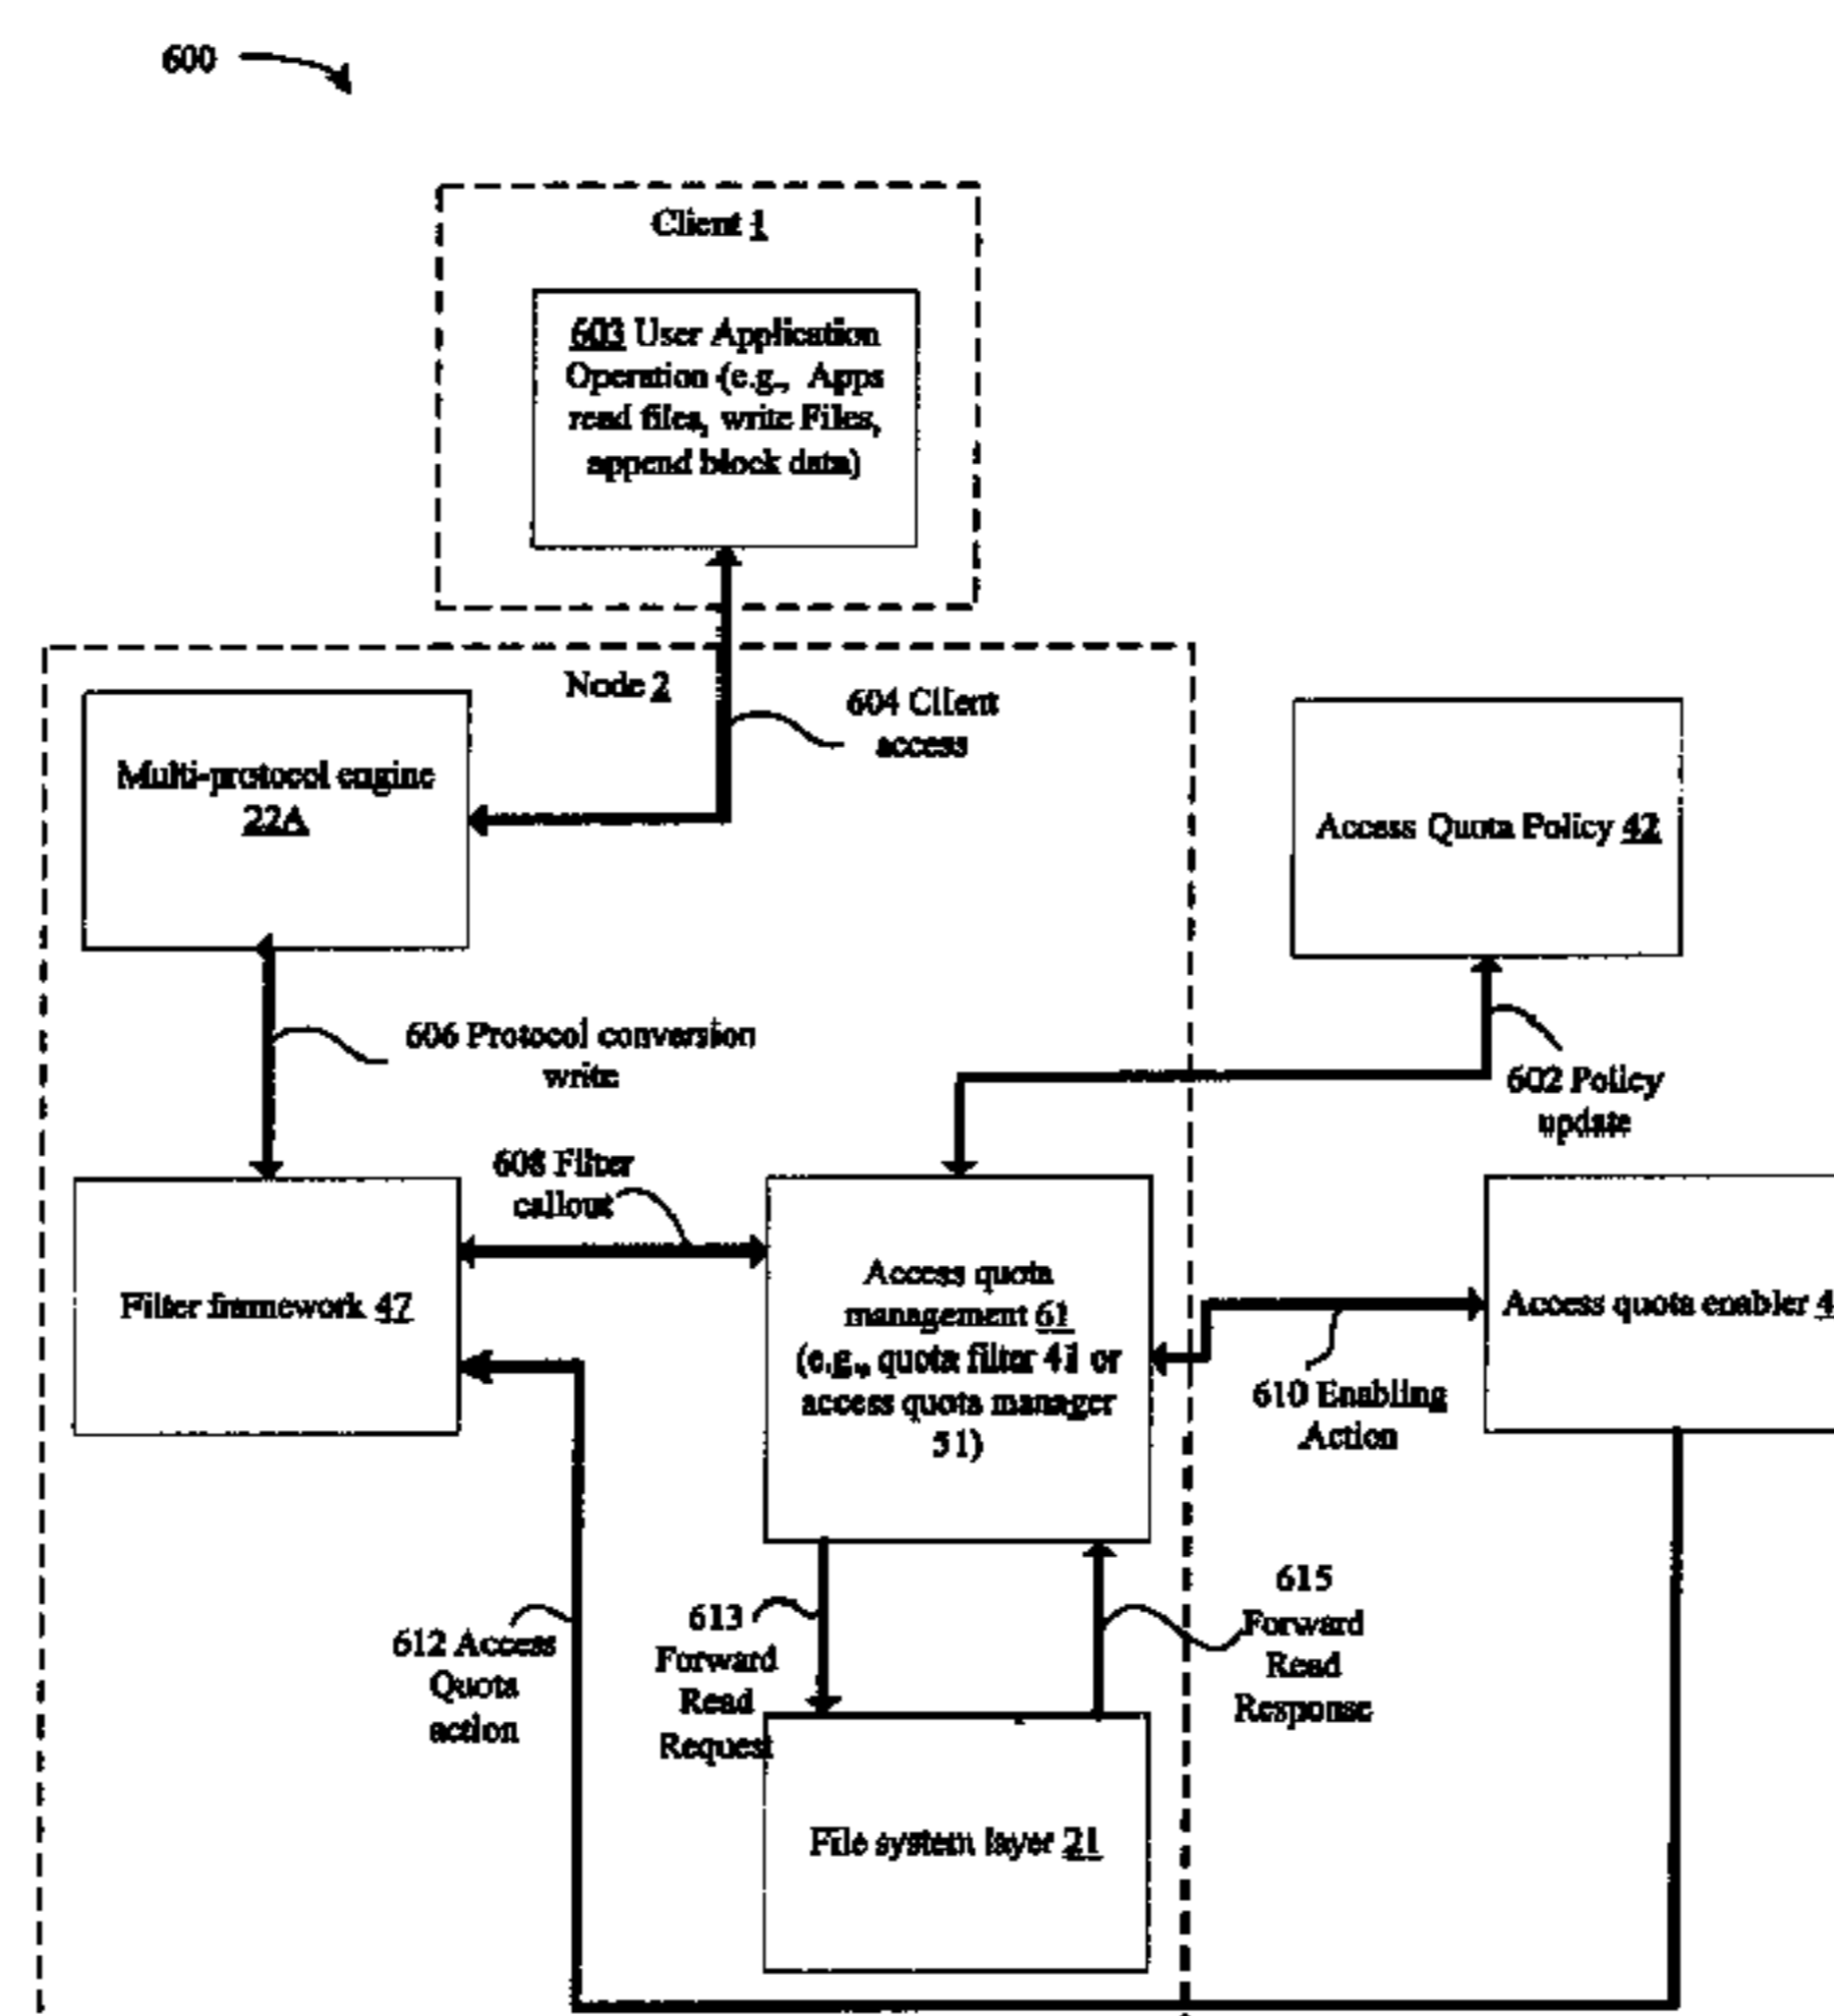 600
Client 1
603 User Application
Operation (e.g., Apps
read files, write Files,
append block data)
Node 2
604 Client
access
Multi-protocol engine
22A
Access Quota Policy 42
606 Protocol conversion
write
602 Policy
update
608 Filter
callout
Filter framework 47
Access quota
management 61
(e.g., quota filter 41 or
access quota manager
51)
Access quota enabler
610 Enabling
Action
612 Access
Quota
action
613
Forward
Read
Request
615
Forward
Read
Response
File system layer 21